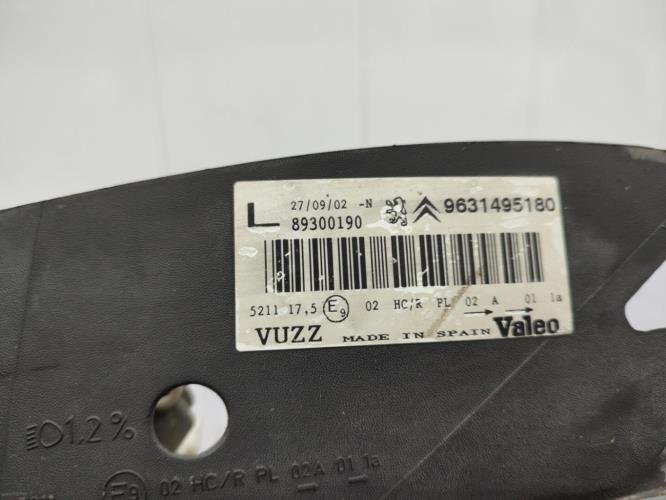 L 27/09/02 -N 9631495180
89300190
5211 17,5 E9 02 HC/R PL 02 A 01 1a
VUZZ MADE IN SPAIN Valeo
1,2%
E9 02 HC/R PL 02A 01 1a